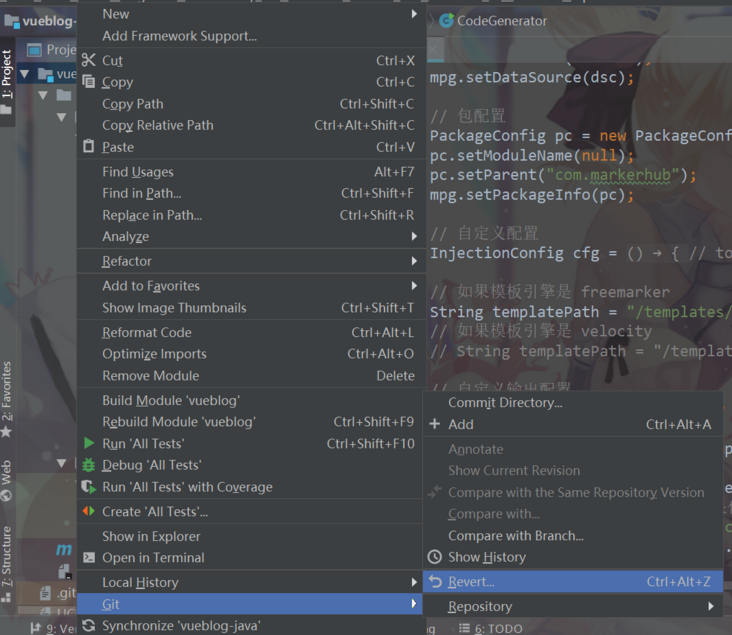 vueblog-
CodeGenerator
Proje
vue
1: Project
2: Favorites
Web
7: Structure
New
Add Framework Support...
Cut Ctrl+X
Copy Ctrl+C
Copy Path Ctrl+Shift+C
Copy Relative Path Ctrl+Alt+Shift+C
Paste Ctrl+V
Find Usages Alt+F7
Find in Path... Ctrl+Shift+F
Replace in Path... Ctrl+Shift+R
Analyze
Refactor
Add to Favorites
Show Image Thumbnails Ctrl+Shift+T
Reformat Code Ctrl+Alt+L
Optimize Imports Ctrl+Alt+O
Remove Module Delete
Build Module 'vueblog'
Rebuild Module 'vueblog' Ctrl+Shift+F9
Run 'All Tests' Ctrl+Shift+F10
Debug 'All Tests'
Run 'All Tests' with Coverage
Create 'All Tests'...
Show in Explorer
Open in Terminal
Local History
Git
Synchronize 'vueblog-java'
mpg.setDataSource(dsc);
// 包配置
PackageConfig pc = new PackageConf
pc.setModuleName(null);
pc.setParent("com.markerhub");
mpg.setPackageInfo(pc);
// 自定义配置
InjectionConfig cfg = () → { // to
// 如果模板引擎是 freemarker
String templatePath = "/templates/
// 如果模板引擎是 velocity
// String templatePath = "/templat
// 自定义输出配置
Commit Directory...
Add Ctrl+Alt+A
Annotate
Show Current Revision
Compare with the Same Repository Version
Compare with...
Compare with Branch...
Show History
Revert... Ctrl+Alt+Z
Repository
.gi
9: Ve
6: TODO